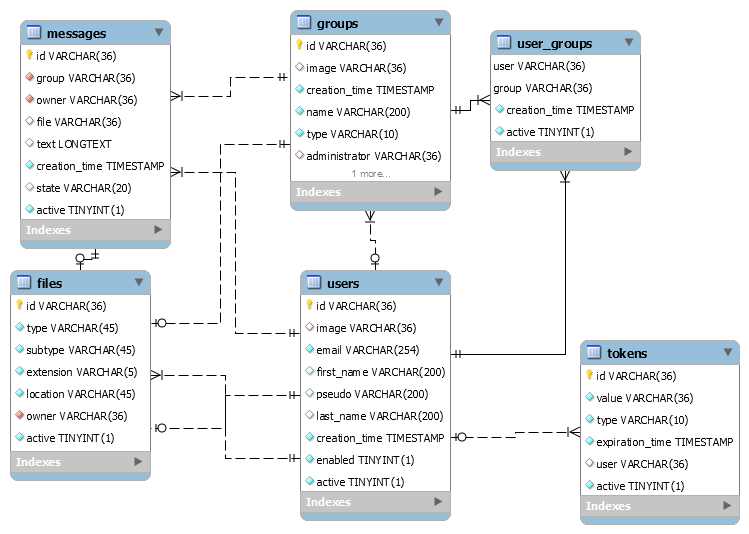 messages
id VARCHAR(36)
group VARCHAR(36)
owner VARCHAR(36)
file VARCHAR(36)
text LONGTEXT
creation_time TIMESTAMP
state VARCHAR(20)
active TINYINT(1)
Indexes
groups
id VARCHAR(36)
image VARCHAR(36)
creation_time TIMESTAMP
name VARCHAR(200)
type VARCHAR(10)
administrator VARCHAR(36)
1 more...
Indexes
user_groups
user VARCHAR(36)
group VARCHAR(36)
creation_time TIMESTAMP
active TINYINT(1)
Indexes
files
id VARCHAR(36)
type VARCHAR(45)
subtype VARCHAR(45)
extension VARCHAR(5)
location VARCHAR(45)
owner VARCHAR(36)
active TINYINT(1)
Indexes
users
id VARCHAR(36)
image VARCHAR(36)
email VARCHAR(254)
first_name VARCHAR(200)
pseudo VARCHAR(200)
last_name VARCHAR(200)
creation_time TIMESTAMP
enabled TINYINT(1)
active TINYINT(1)
Indexes
tokens
id VARCHAR(36)
value VARCHAR(36)
type VARCHAR(10)
expiration_time TIMESTAMP
user VARCHAR(36)
active TINYINT(1)
Indexes